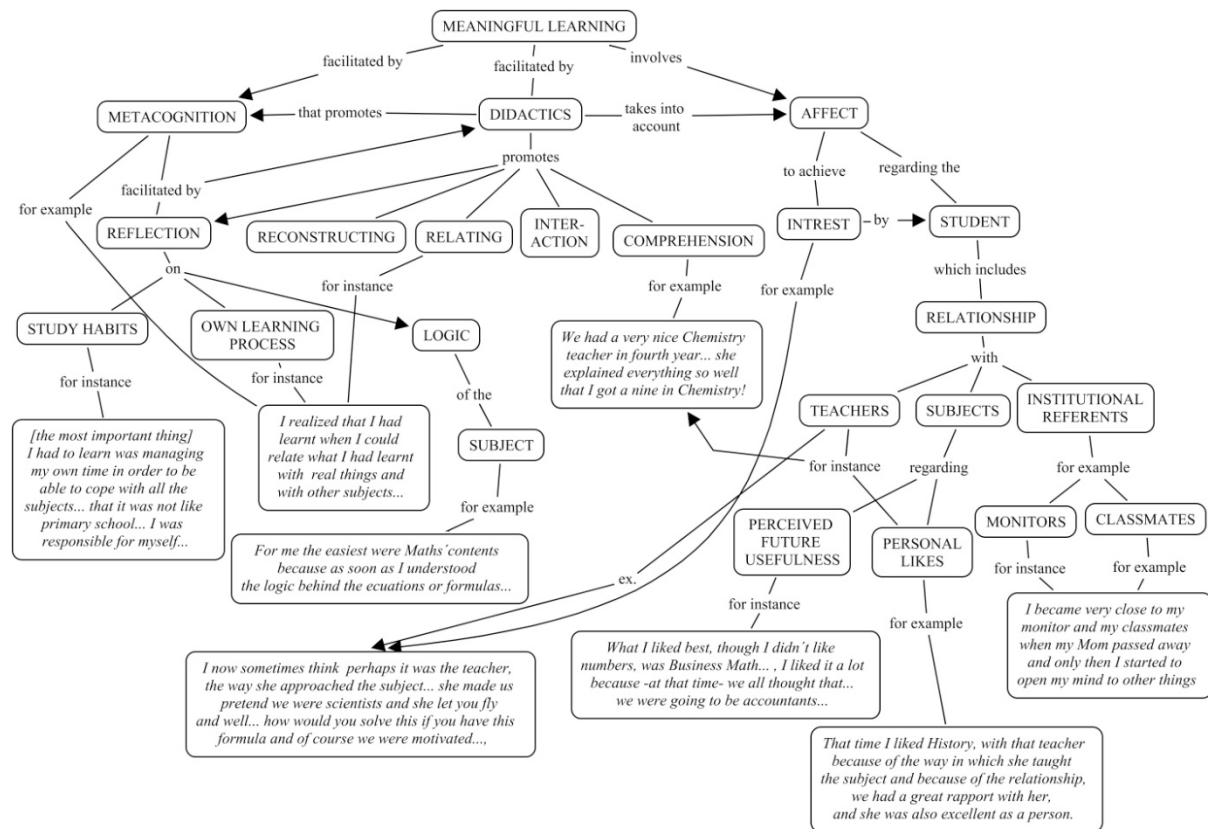 MEANINGFUL LEARNING
facilitated by
facilitated by
involves
METACOGNITION
that promotes
DIDACTICS
takes into
account
AFFECT
promotes
to achieve
regarding the
for example
facilitated by
REFLECTION
RECONSTRUCTING
RELATING
INTER-
ACTION
COMPREHENSION
INTREST
by
STUDENT
on
for instance
for example
for example
which includes
STUDY HABITS
OWN LEARNING
PROCESS
LOGIC
RELATIONSHIP
for instance
for instance
of the
with
We had a very nice Chemistry
teacher in fourth year... she
explained everything so well
that I got a nine in Chemistry!
TEACHERS
SUBJECTS
INSTITUTIONAL
REFERENTS
[the most important thing]
I had to learn was managing
my own time in order to be
able to cope with all the
subjects... that it was not like
primary school... I was
responsible for myself...
I realized that I had
learnt when I could
relate what I had learnt
with real things and
with other subjects...
SUBJECT
for example
for instance
regarding
for example
For me the easiest were Maths´contents
because as soon as I understood
the logic behind the ecuations or formulas...
PERCEIVED
FUTURE
USEFULNESS
PERSONAL
LIKES
MONITORS
CLASSMATES
ex.
for instance
for example
for instance
for example
I now sometimes think perhaps it was the teacher,
the way she approached the subject... she made us
pretend we were scientists and she let you fly
and well... how would you solve this if you have this
formula and of course we were motivated...,
What I liked best, though I didn´t like
numbers, was Business Math... , I liked it a lot
because -at that time- we all thought that...
we were going to be accountants...
I became very close to my
monitor and my classmates
when my Mom passed away
and only then I started to
open my mind to other things
That time I liked History, with that teacher
because of the way in which she taught
the subject and because of the relationship,
we had a great rapport with her,
and she was also excellent as a person.